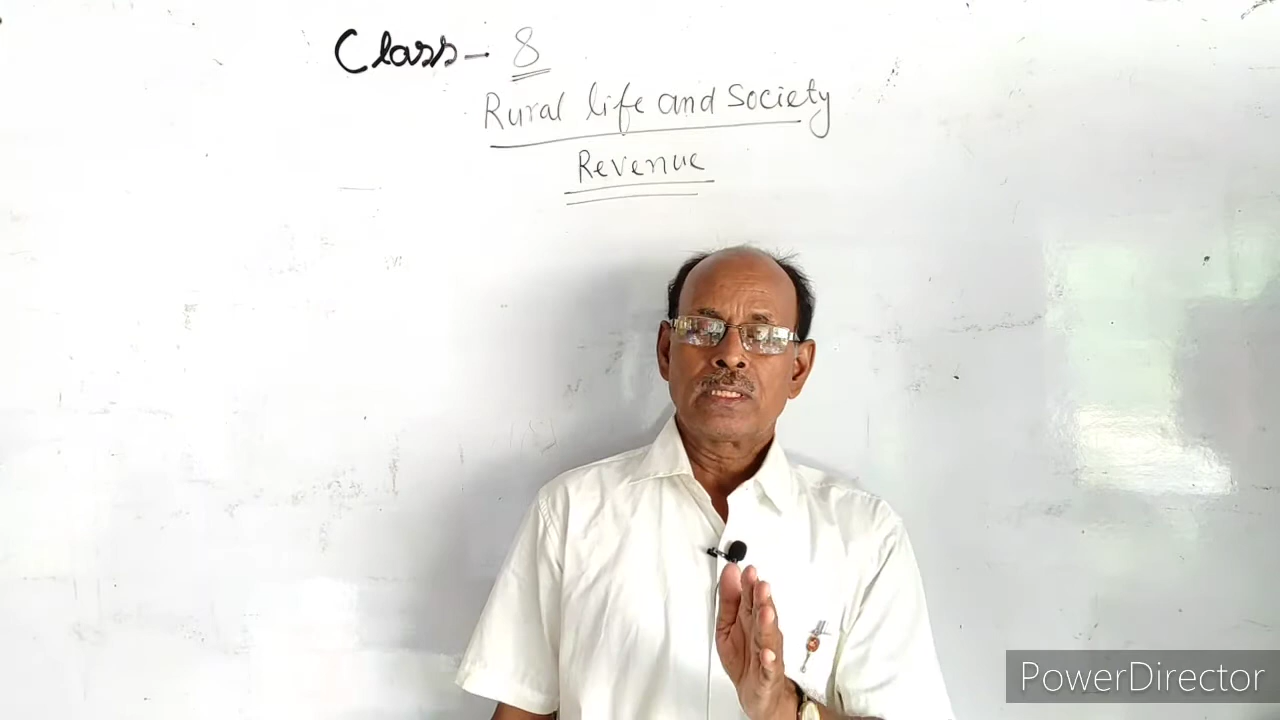 Class - 8
Rural life and Society
Revenue
PowerDirector